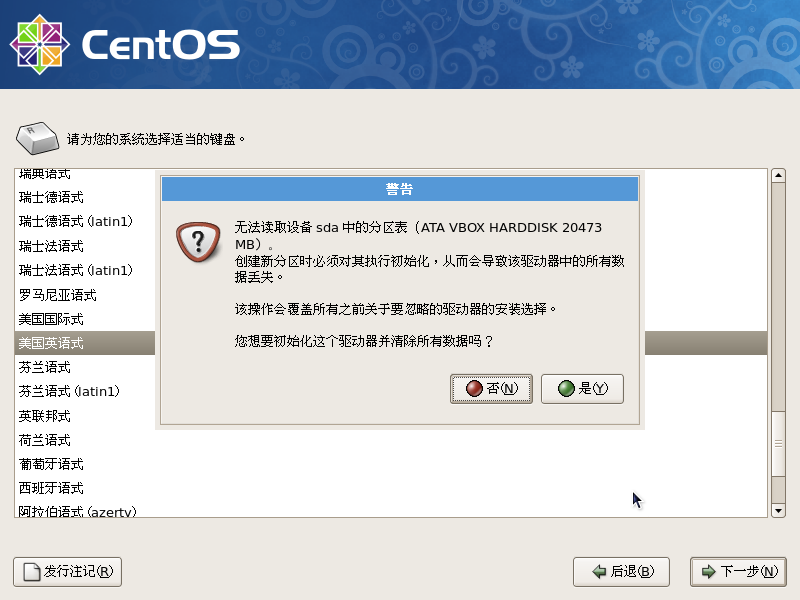 CentOS
请为您的系统选择适当的键盘。
瑞典语式
瑞士德语式
瑞士德语式 (latin1)
瑞士法语式
瑞士法语式 (latin1)
罗马尼亚语式
美国国际式
美国英语式
芬兰语式
芬兰语式 (latin1)
英联邦式
荷兰语式
葡萄牙语式
西班牙语式
阿拉伯语式 (azerty)
警告
无法读取设备 sda 中的分区表（ATA VBOX HARDDISK 20473
MB）。
创建新分区时必须对其执行初始化，从而会导致该驱动器中的所有数
据丢失。
该操作会覆盖所有之前关于要忽略的驱动器的安装选择。
您想要初始化这个驱动器并清除所有数据吗？
否(N)
是(Y)
发行注记(R)
后退(B)
下一步(N)